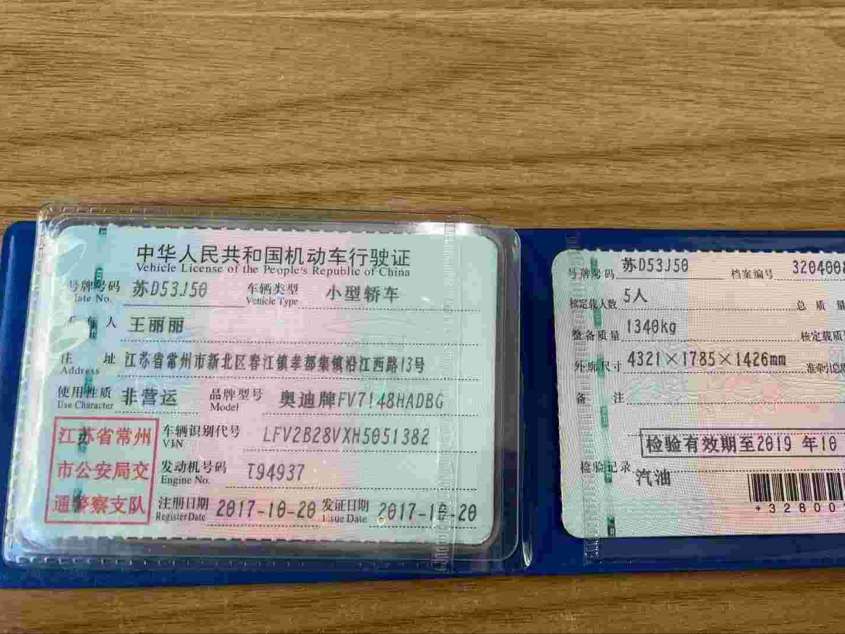 中华人民共和国机动车行驶证
Vehicle License of the People's Republic of China
号牌号码 苏D53J50 车辆类型 小型轿车
Plate No. Vehicle Type
人 王丽丽
住 址 江苏省常州市新北区春江镇孝都集镇沿江西路13号
Address
使用性质 非营运 品牌型号 奥迪牌FV7148HADBG
Use Character Model
江苏省常州市公安局交通警察支队
车辆识别代号 LFV2B28VXH5051382
VIN
发动机号码 T94937
Engine No.
注册日期 2017-10-20 发证日期 2017-10-20
Register Date Issue Date
号牌号码 苏D53J50 档案编号 3204008
核定载人数 5人 总质量
整备质量 1340kg 核定载质
外廓尺寸 4321×1785×1426mm 准牵引总
备 注
检验有效期至2019 年10
检验记录
汽油
+32800